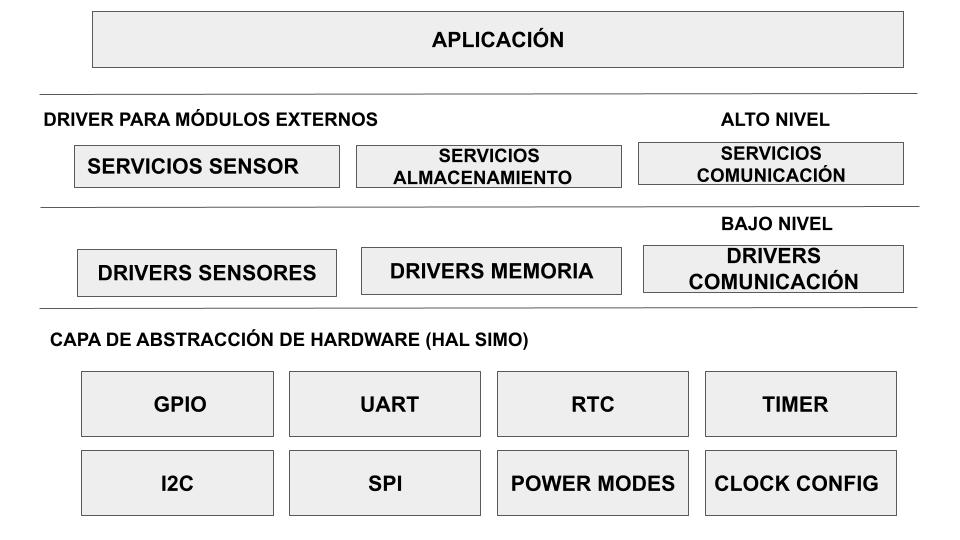 APLICACIÓN
DRIVER PARA MÓDULOS EXTERNOS
ALTO NIVEL
SERVICIOS SENSOR
SERVICIOS
ALMACENAMIENTO
SERVICIOS
COMUNICACIÓN
BAJO NIVEL
DRIVERS SENSORES
DRIVERS MEMORIA
DRIVERS
COMUNICACIÓN
CAPA DE ABSTRACCIÓN DE HARDWARE (HAL SIMO)
GPIO
UART
RTC
TIMER
I2C
SPI
POWER MODES
CLOCK CONFIG